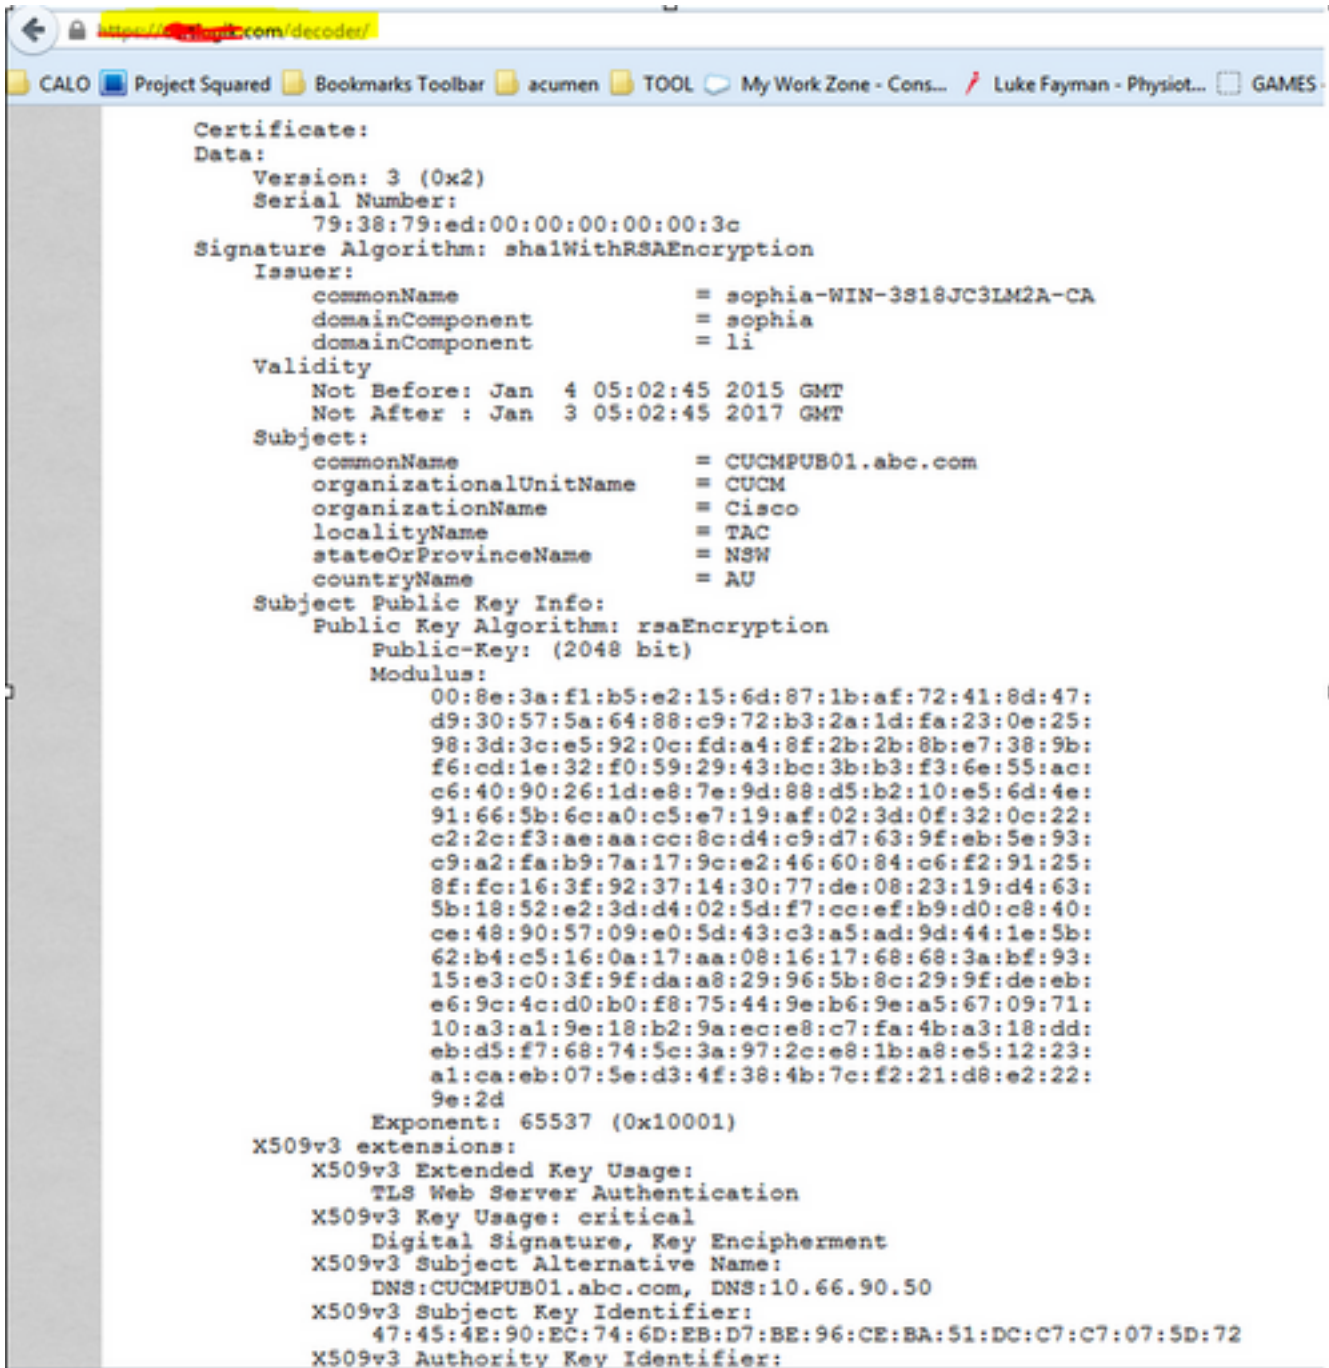 .com/decoder/
CALO Project Squared Bookmarks Toolbar acumen TOOL My Work Zone - Cons... Luke Fayman - Physiot... GAMES
Certificate:
Data:
Version: 3 (0x2)
Serial Number:
79:38:79:ed:00:00:00:00:00:3c
Signature Algorithm: sha1WithRSAEncryption
Issuer:
commonName = sophia-WIN-3S18JC3LM2A-CA
domainComponent = sophia
domainComponent = li
Validity
Not Before: Jan 4 05:02:45 2015 GMT
Not After : Jan 3 05:02:45 2017 GMT
Subject:
commonName = CUCMPUB01.abc.com
organizationalUnitName = CUCM
organizationName = Cisco
localityName = TAC
stateOrProvinceName = NSW
countryName = AU
Subject Public Key Info:
Public Key Algorithm: rsaEncryption
Public-Key: (2048 bit)
Modulus:
00:8e:3a:f1:b5:e2:15:6d:87:1b:af:72:41:8d:47:
d9:30:57:5a:64:88:c9:72:b3:2a:1d:fa:23:0e:25:
98:3d:3c:e5:92:0c:fd:a4:8f:2b:2b:8b:e7:38:9b:
f6:cd:1e:32:f0:59:29:43:bc:3b:b3:f3:6e:55:ac:
c6:40:90:26:1d:e8:7e:9d:88:d5:b2:10:e5:6d:4e:
91:66:5b:6c:a0:c5:e7:19:af:02:3d:0f:32:0c:22:
c2:2c:f3:ae:aa:cc:8c:d4:c9:d7:63:9f:eb:5e:93:
c9:a2:fa:b9:7a:17:9c:e2:46:60:84:c6:f2:91:25:
8f:fc:16:3f:92:37:14:30:77:de:08:23:19:d4:63:
5b:18:52:e2:3d:d4:02:5d:f7:cc:ef:b9:d0:c8:40:
ce:48:90:57:09:e0:5d:43:c3:a5:ad:9d:44:1e:5b:
62:b4:c5:16:0a:17:aa:08:16:17:68:68:3a:bf:93:
15:e3:c0:3f:9f:da:a8:29:96:5b:8c:29:9f:de:eb:
e6:9c:4c:d0:b0:f8:75:44:9e:b6:9e:a5:67:09:71:
10:a3:a1:9e:18:b2:9a:ec:e8:c7:fa:4b:a3:18:dd:
eb:d5:f7:68:74:5c:3a:97:2c:e8:1b:a8:e5:12:23:
a1:ca:eb:07:5e:d3:4f:38:4b:7c:f2:21:d8:e2:22:
9e:2d
Exponent: 65537 (0x10001)
X509v3 extensions:
X509v3 Extended Key Usage:
TLS Web Server Authentication
X509v3 Key Usage: critical
Digital Signature, Key Encipherment
X509v3 Subject Alternative Name:
DNS:CUCMPUB01.abc.com, DNS:10.66.90.50
X509v3 Subject Key Identifier:
47:45:4E:90:EC:74:6D:EB:D7:BE:96:CE:BA:51:DC:C7:C7:07:5D:72
X509v3 Authority Key Identifier: